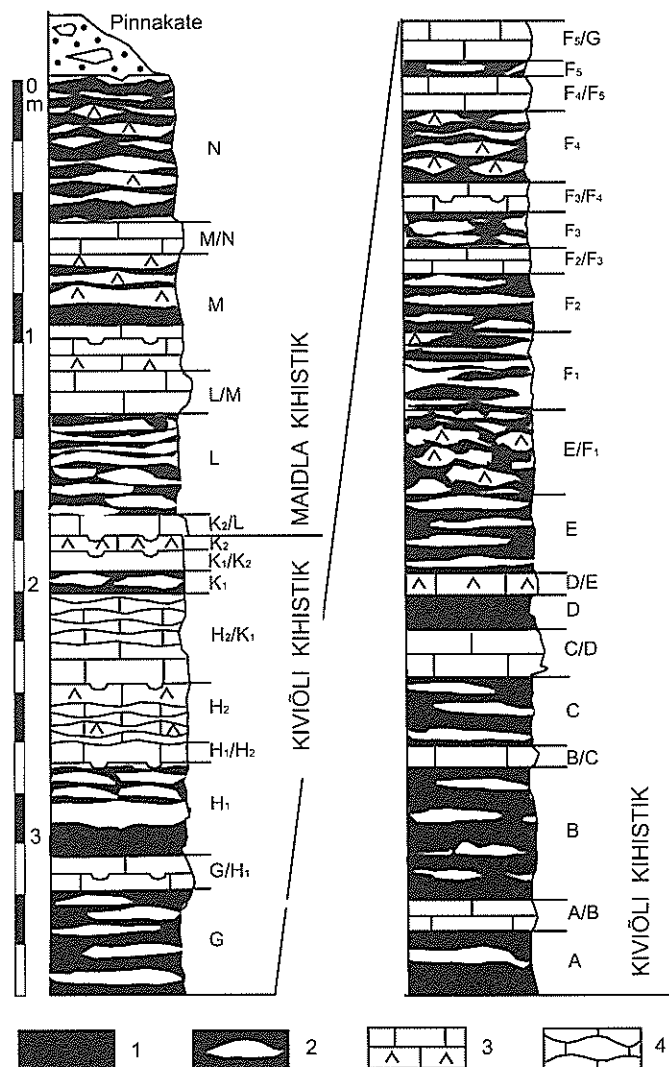 Pinnakate
0
m
N
M/N
M
1
L/M
L
K₂/L
K₂
K₁/K₂
K₁
2
H₂/K₁
H₂
H₁/H₂
H₁
3
G/H₁
G
MAIDLA KIHISTIK
KIVIÕLI KIHISTIK
F₅/G
F₅
F₄/F₅
F₄
F₃/F₄
F₃
F₂/F₃
F₂
F₁
E/F₁
E
D/E
D
C/D
C
B/C
B
A/B
A
KIVIÕLI KIHISTIK
1
2
3
4